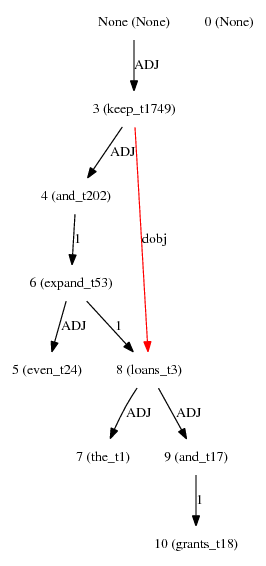 None (None) 0 (None)
ADJ
3 (keep_t1749)
ADJ
4 (and_t202)
1 dobj
6 (expand_t53)
ADJ 1
5 (even_t24) 8 (loans_t3)
ADJ ADJ
7 (the_t1) 9 (and_t17)
1
10 (grants_t18)